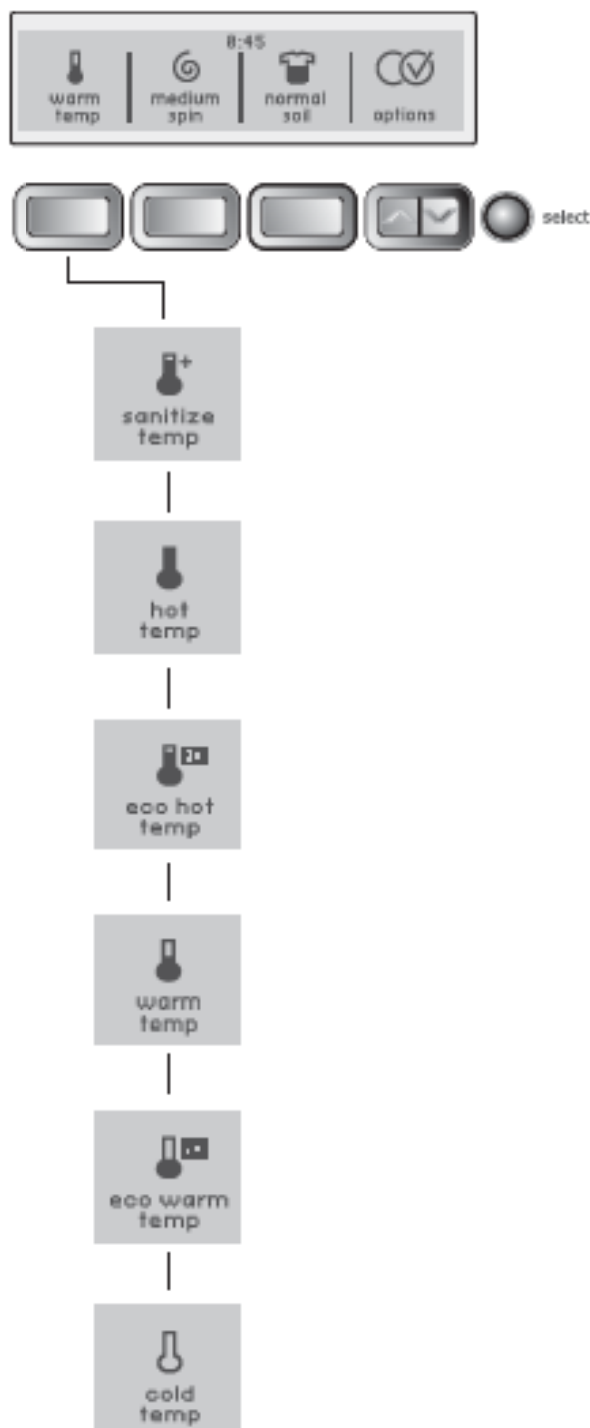 8:45
warm medium normal
temp spin soil options
select
sanitize
temp
hot
temp
eco hot
temp
warm
temp
eco warm
temp
cold
temp